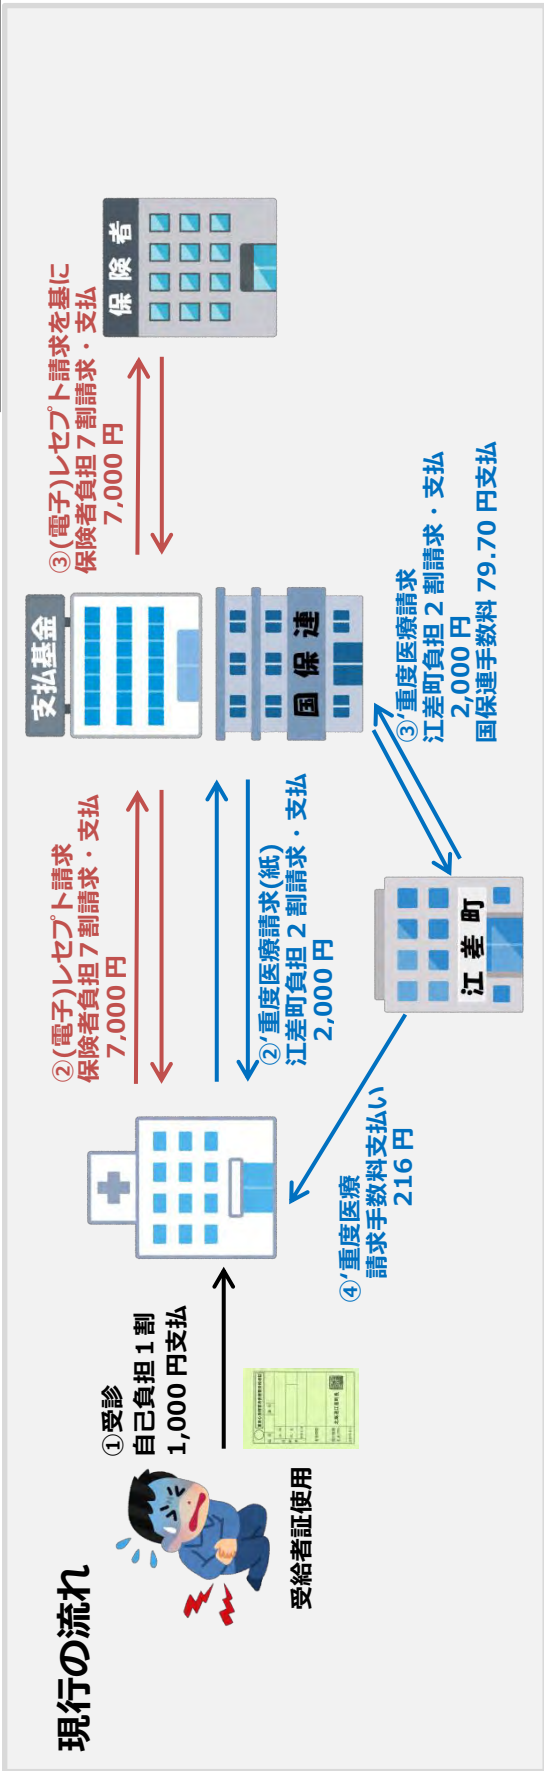 現行の流れ
①受診
自己負担1割
1,000円支払
受給者証使用
②(電子)レセプト請求
保険者負担7割請求・支払
7,000円
②‘重度医療請求(紙)
江差町負担2割請求・支払
2,000円
④‘重度医療
請求手数料支払い
216円
支払基金
国保連
江差町
③(電子)レセプト請求を基に
保険者負担7割請求・支払
7,000円
保険者
③‘重度医療請求
江差町負担2割請求・支払
2,000円
国保連手数料79.70円支払